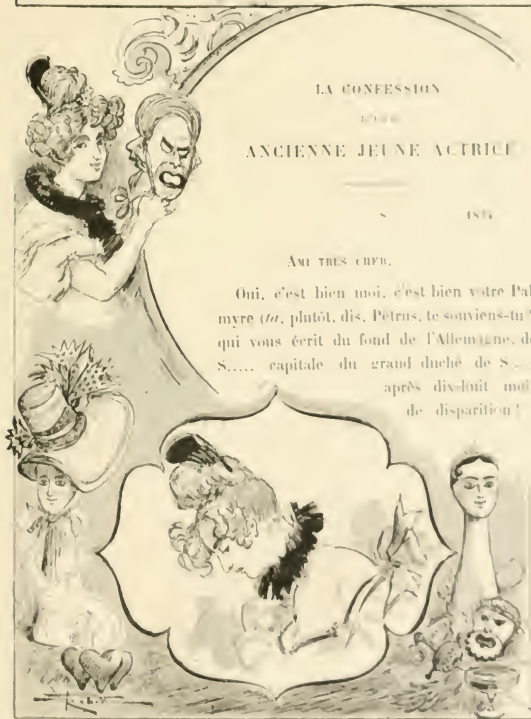 LA CONFESSION
ANCIENNE JEUNE ACTRICE
AMI TRÈS CHER,
Oui, c'est bien moi, c'est bien votre Pal
myre (ta, plutôt, dis, Pétrus, te souviens-tu ?
qui vous écrit du fond de l'Allemagne, de
S..... capitale du grand duché de S...
après dix-huit moi
de disparition !